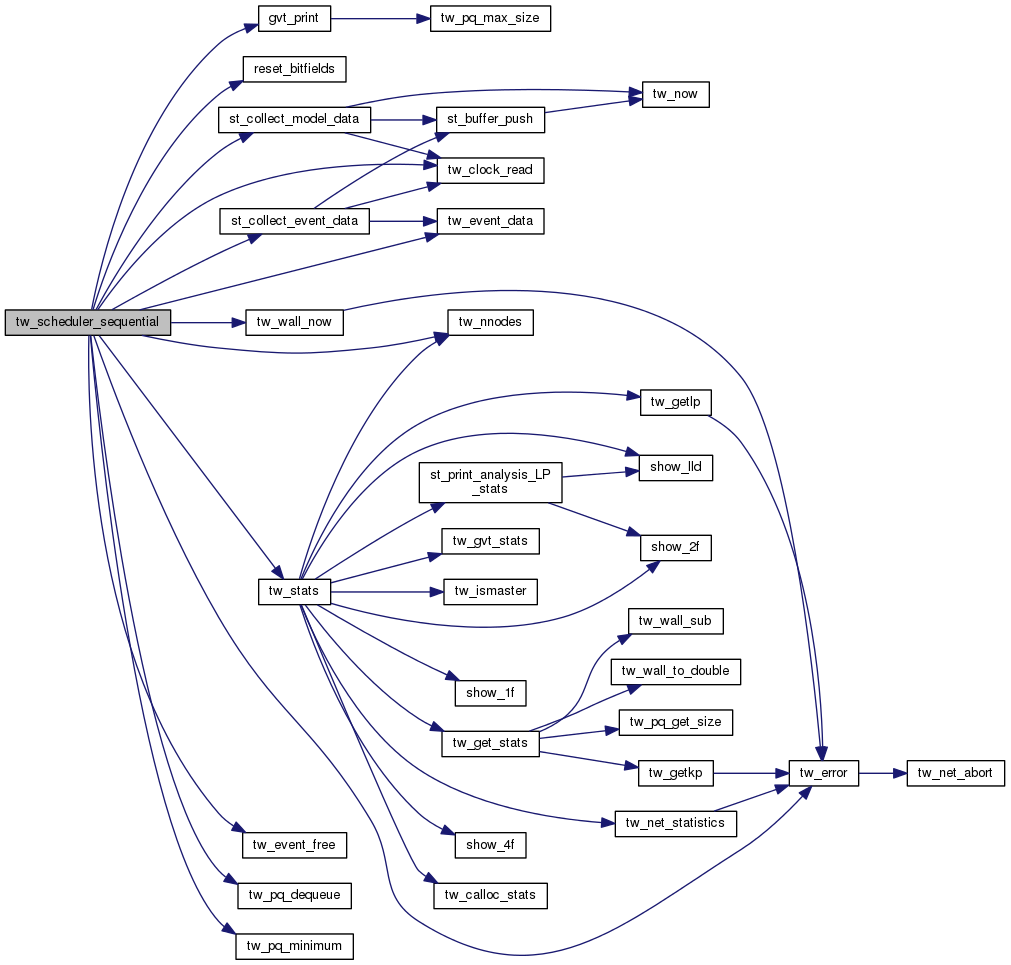 gvt_print
tw_pq_max_size
reset_bitfields
tw_now
st_collect_model_data
st_buffer_push
tw_clock_read
st_collect_event_data
tw_event_data
tw_scheduler_sequential
tw_wall_now
tw_nnodes
tw_getlp
st_print_analysis_LP
_stats
show_lld
tw_gvt_stats
show_2f
tw_stats
tw_ismaster
tw_wall_sub
tw_wall_to_double
show_1f
tw_pq_get_size
tw_get_stats
tw_getkp
tw_error
tw_net_abort
tw_net_statistics
tw_event_free
show_4f
tw_pq_dequeue
tw_calloc_stats
tw_pq_minimum